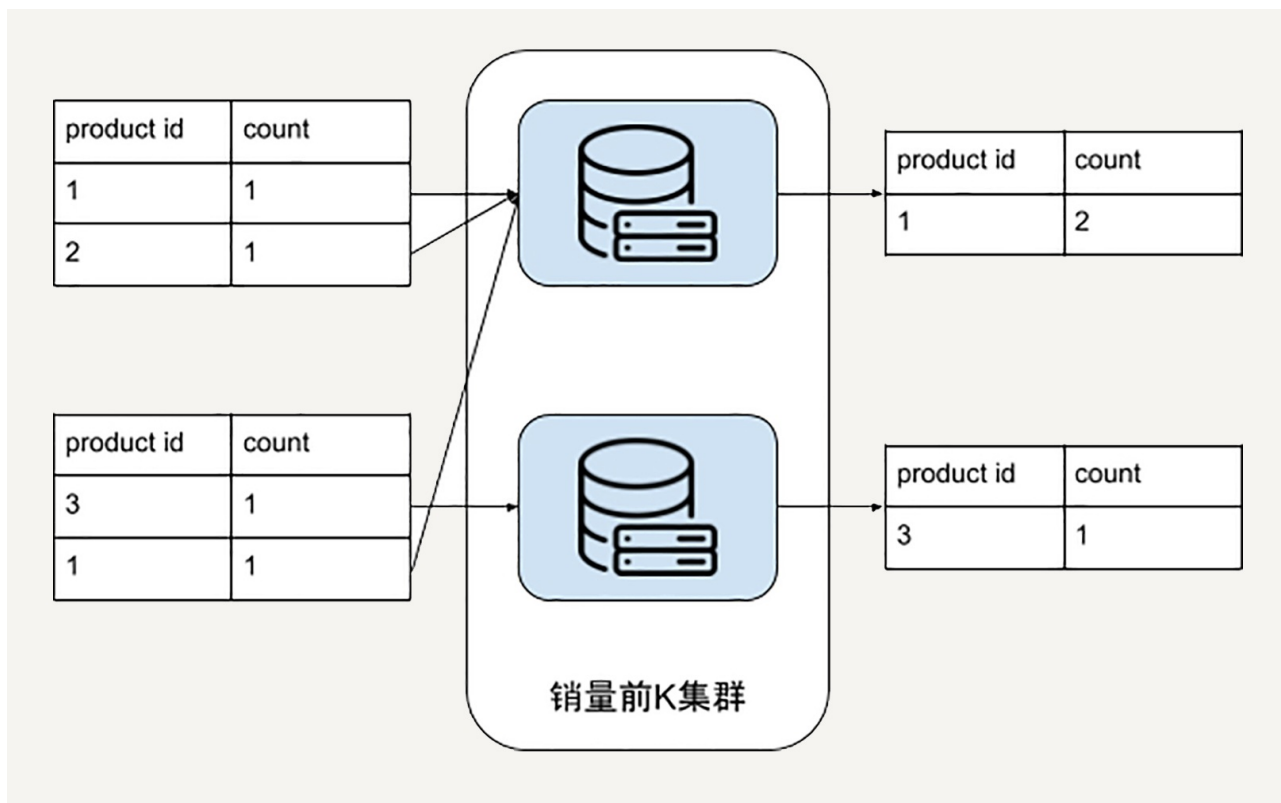 product id count
1 1
2 1
product id count
3 1
1 1
销量前K集群
product id count
1 2
product id count
3 1